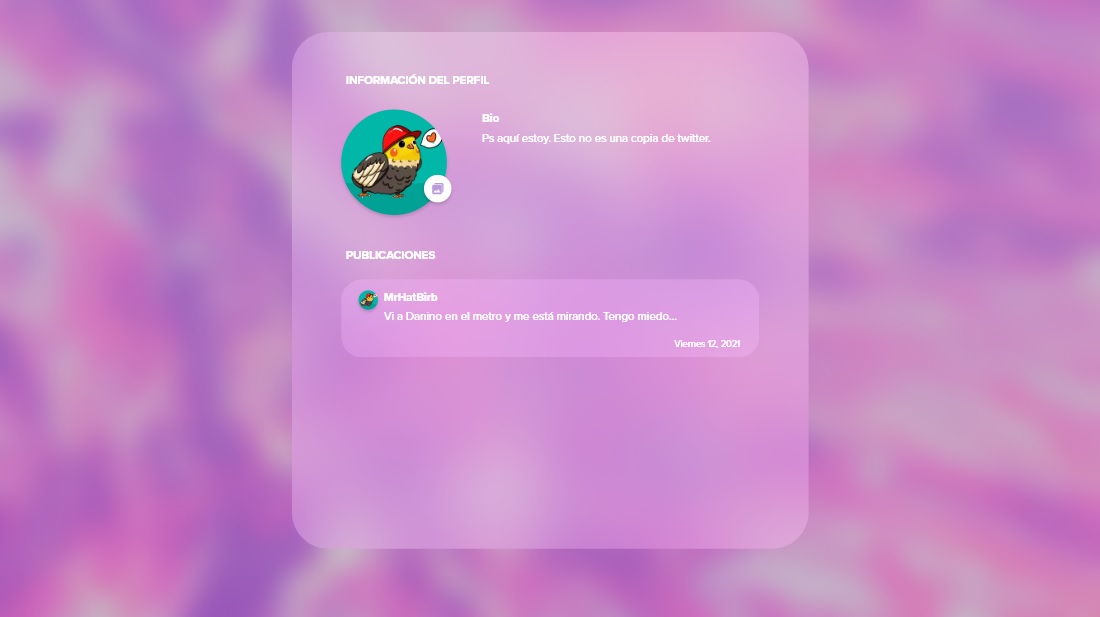 INFORMACIÓN DEL PERFIL
Bio
Ps aquí estoy. Esto no es una copia de twitter.
PUBLICACIONES
MrHatBirb
Vi a Danino en el metro y me está mirando. Tengo miedo...
Viernes 12, 2021